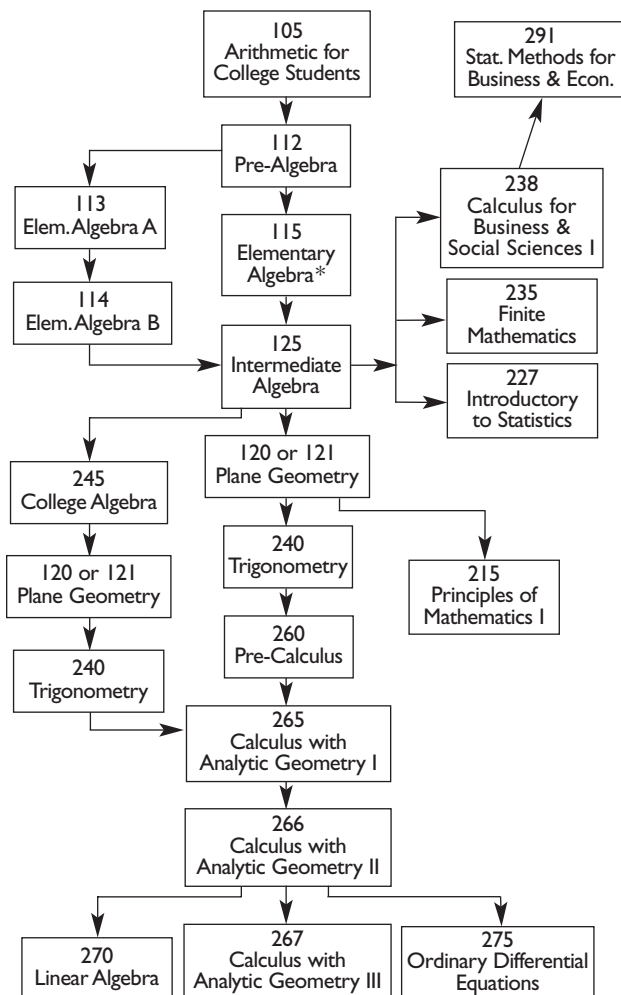 105
Arithmetic for
College Students
291
Stat. Methods for
Business & Econ.
112
Pre-Algebra
113
Elem. Algebra A
115
Elementary
Algebra*
238
Calculus for
Business &
Social Sciences I
114
Elem. Algebra B
235
Finite
Mathematics
125
Intermediate
Algebra
227
Introductory
to Statistics
245
College Algebra
120 or 121
Plane Geometry
120 or 121
Plane Geometry
240
Trigonometry
215
Principles of
Mathematics I
240
Trigonometry
260
Pre-Calculus
265
Calculus with
Analytic Geometry I
266
Calculus with
Analytic Geometry II
270
Linear Algebra
267
Calculus with
Analytic Geometry III
275
Ordinary Differential
Equations